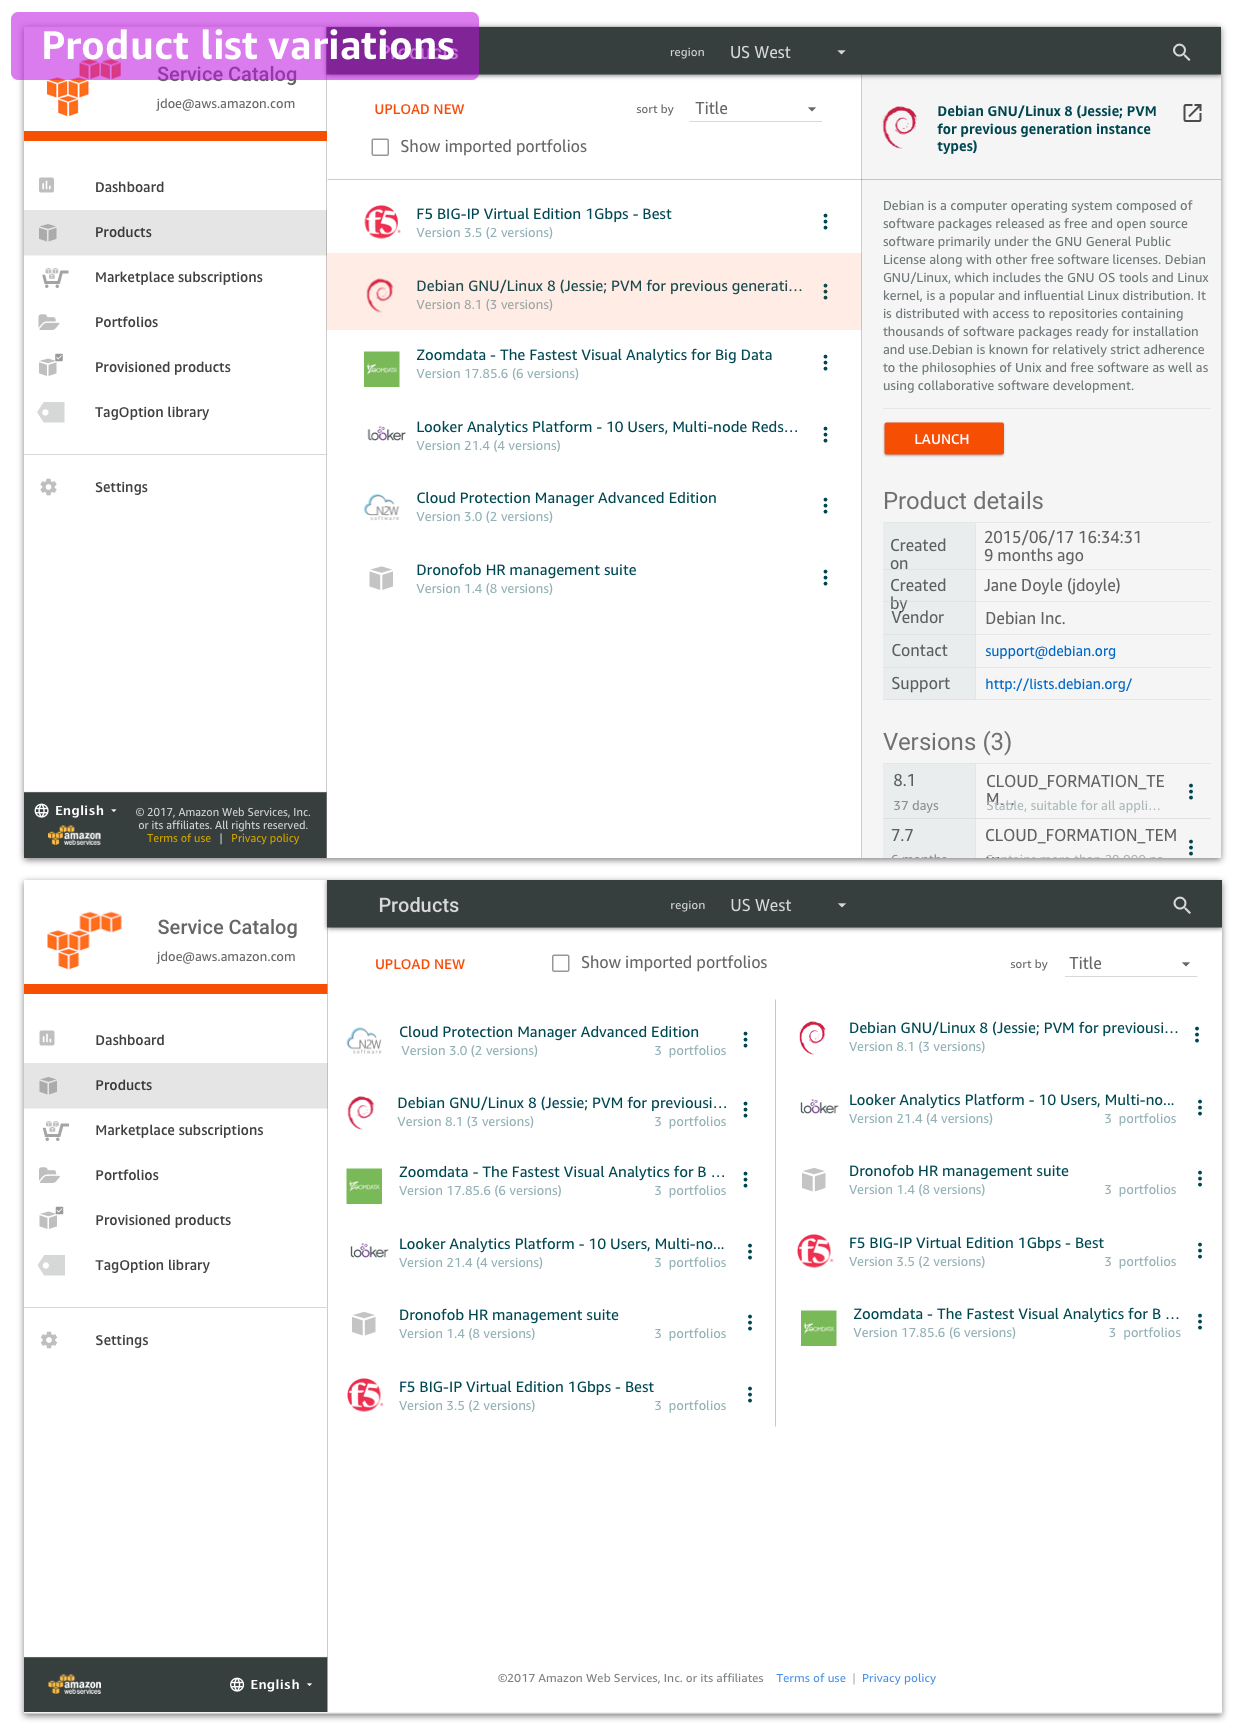 Product list variations
Service Catalog
jdoe@aws.amazon.com
Dashboard
Products
Marketplace subscriptions
Portfolios
Provisioned products
TagOption library
Settings
English
amazon
web services
© 2017, Amazon Web Services, Inc.
or its affiliates. All rights reserved.
Terms of use | Privacy policy
Products
region US West
UPLOAD NEW
sort by Title
Show imported portfolios
F5 BIG-IP Virtual Edition 1Gbps - Best
Version 3.5 (2 versions)
Debian GNU/Linux 8 (Jessie; PVM for previous generati...
Version 8.1 (3 versions)
ZOOMDATA
Zoomdata - The Fastest Visual Analytics for Big Data
Version 17.85.6 (6 versions)
looker
Looker Analytics Platform - 10 Users, Multi-node Reds...
Version 21.4 (4 versions)
N2W
software
Cloud Protection Manager Advanced Edition
Version 3.0 (2 versions)
Dronofob HR management suite
Version 1.4 (8 versions)
Debian GNU/Linux 8 (Jessie; PVM
for previous generation instance
types)
Debian is a computer operating system composed of
software packages released as free and open source
software primarily under the GNU General Public
License along with other free software licenses. Debian
GNU/Linux, which includes the GNU OS tools and Linux
kernel, is a popular and influential Linux distribution. It
is distributed with access to repositories containing
thousands of software packages ready for installation
and use.Debian is known for relatively strict adherence
to the philosophies of Unix and free software as well as
using collaborative software development.
LAUNCH
Product details
Created on
2015/06/17 16:34:31
9 months ago
Created by
Jane Doyle (jdoyle)
Vendor Debian Inc.
Contact support@debian.org
Support http://lists.debian.org/
Versions (3)
8.1 CLOUD_FORMATION_TE
M...
37 days Stable, suitable for all appli...
7.7 CLOUD_FORMATION_TEM
Service Catalog
jdoe@aws.amazon.com
Dashboard
Products
Marketplace subscriptions
Portfolios
Provisioned products
TagOption library
Settings
amazon
web services
English
Products
region US West
UPLOAD NEW
Show imported portfolios
sort by Title
N2W
software
Cloud Protection Manager Advanced Edition
Version 3.0 (2 versions) 3 portfolios
Debian GNU/Linux 8 (Jessie; PVM for previousi...
Version 8.1 (3 versions) 3 portfolios
ZOOMDATA
Zoomdata - The Fastest Visual Analytics for B ...
Version 17.85.6 (6 versions) 3 portfolios
looker
Looker Analytics Platform - 10 Users, Multi-no...
Version 21.4 (4 versions) 3 portfolios
Dronofob HR management suite
Version 1.4 (8 versions) 3 portfolios
F5 BIG-IP Virtual Edition 1Gbps - Best
Version 3.5 (2 versions) 3 portfolios
Debian GNU/Linux 8 (Jessie; PVM for previousi...
Version 8.1 (3 versions)
looker
Looker Analytics Platform - 10 Users, Multi-no...
Version 21.4 (4 versions) 3 portfolios
Dronofob HR management suite
Version 1.4 (8 versions) 3 portfolios
F5 BIG-IP Virtual Edition 1Gbps - Best
Version 3.5 (2 versions) 3 portfolios
ZOOMDATA
Zoomdata - The Fastest Visual Analytics for B ...
Version 17.85.6 (6 versions) 3 portfolios
©2017 Amazon Web Services, Inc. or its affiliates Terms of use | Privacy policy